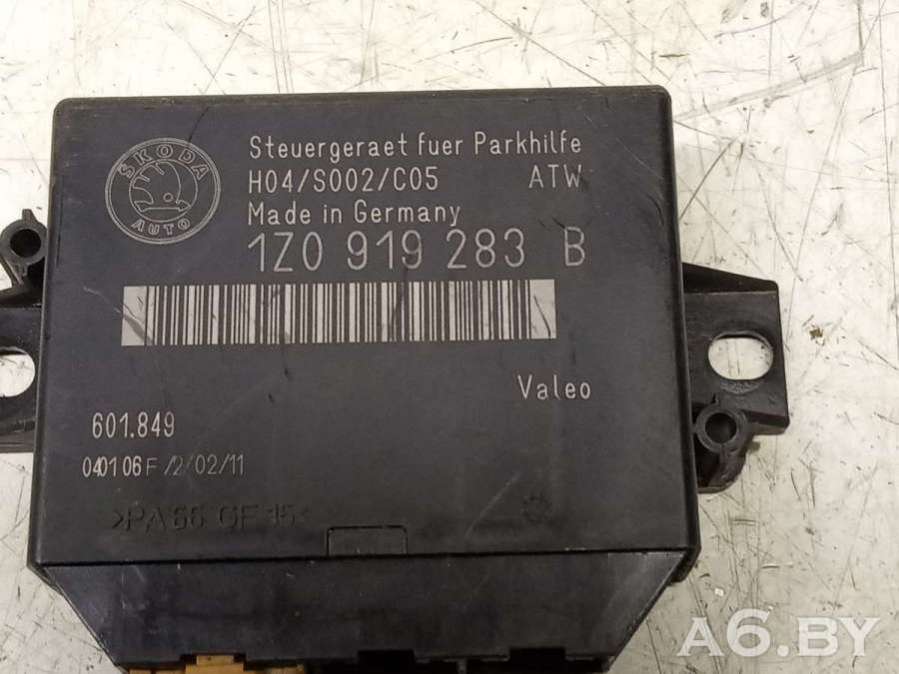 SKODA
AUTO
Steuergeraet fuer Parkhilfe
H04/S002/C05 ATW
Made in Germany
1Z0 919 283 B
Valeo
601.849
040106F /2/02/11
>PA66 GF15<
A6.BY